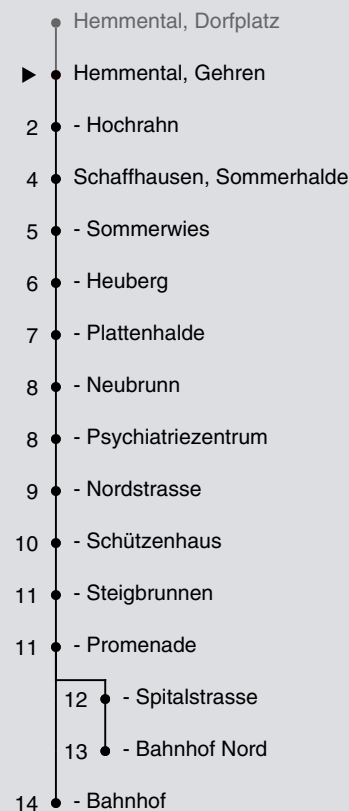 Hemmental, Dorfplatz
Hemmental, Gehren
2 - Hochrahn
4 Schaffhausen, Sommerhalde
5 - Sommerwies
6 - Heuberg
7 - Plattenhalde
8 - Neubrunn
8 - Psychiatriezentrum
9 - Nordstrasse
10 - Schützenhaus
11 - Steigbrunnen
11 - Promenade
12 - Spitalstrasse
13 - Bahnhof Nord
14 - Bahnhof